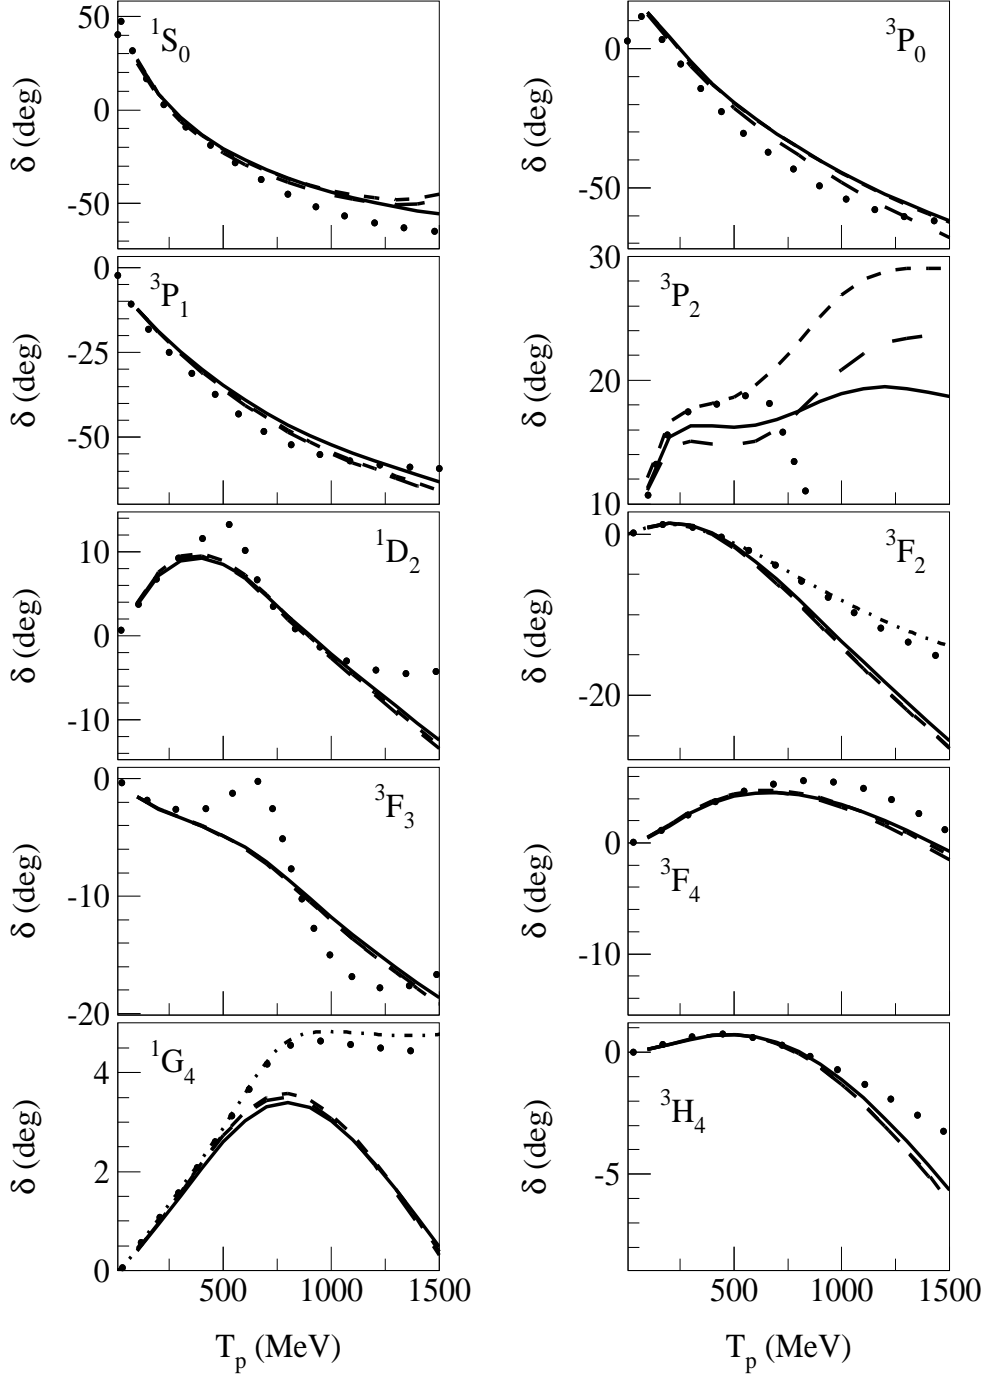 50
0
-50
δ (deg)
¹S₀
0
-50
δ (deg)
³P₀
0
-25
-50
δ (deg)
³P₁
30
20
10
δ (deg)
³P₂
10
0
-10
δ (deg)
¹D₂
0
-20
δ (deg)
³F₂
0
-10
-20
δ (deg)
³F₃
0
-10
δ (deg)
³F₄
4
2
0
δ (deg)
¹G₄
0
-5
δ (deg)
³H₄
500 1000 1500
500 1000 1500
Tₚ (MeV)
Tₚ (MeV)